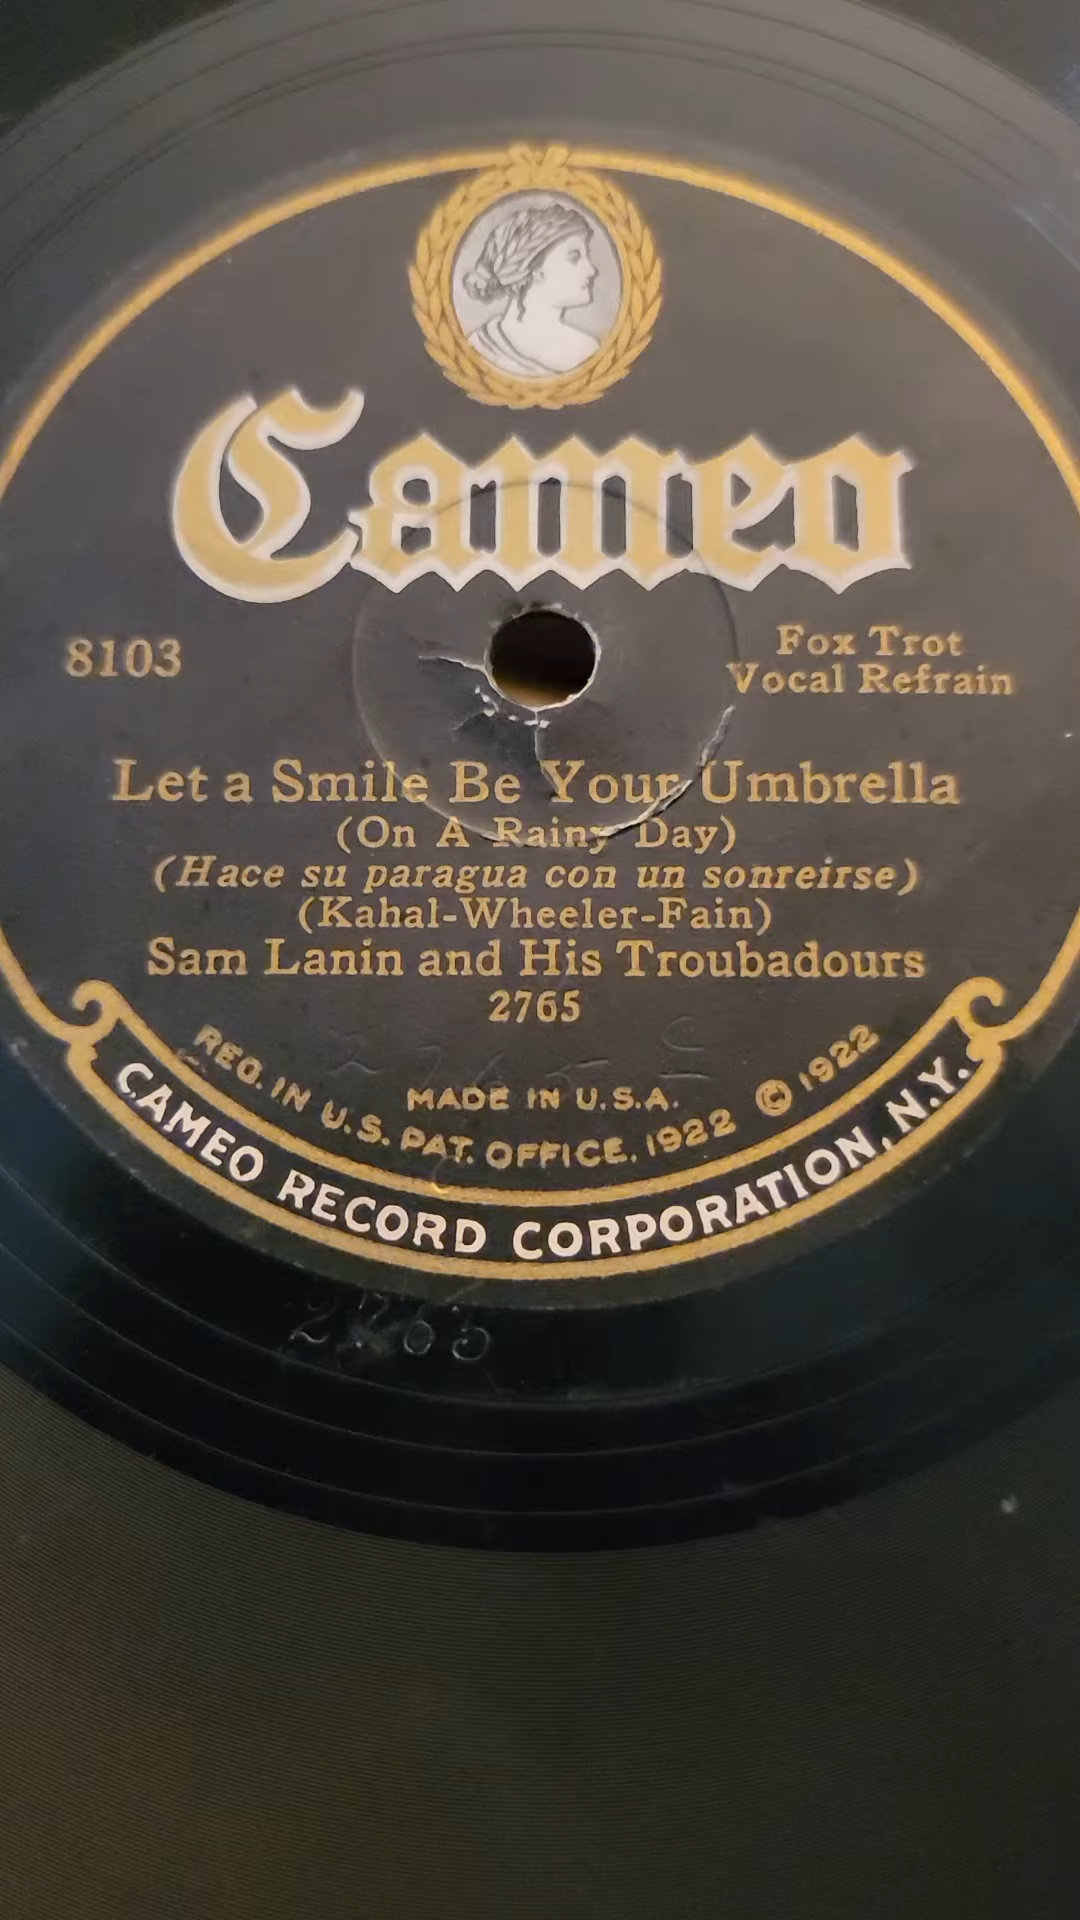 Cameo
8103
Fox Trot
Vocal Refrain
Let a Smile Be Your Umbrella
(On A Rainy Day)
(Hace su paragua con un sonreirse)
(Kahal-Wheeler-Fain)
Sam Lanin and His Troubadours
2765
2765
MADE IN U.S.A.
REG. IN U.S. PAT. OFFICE, 1922 © 1922
CAMEO RECORD CORPORATION, N.Y.
2765